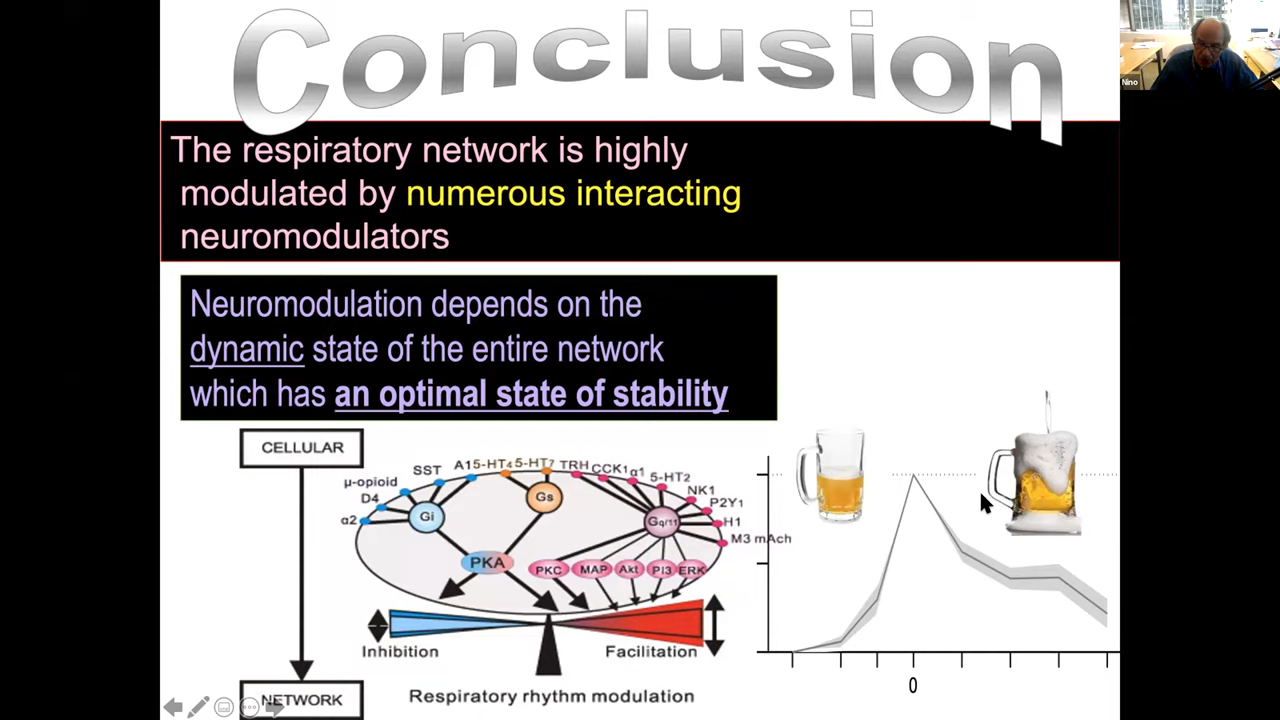 Conclusion
Nino
The respiratory network is highly
modulated by numerous interacting
neuromodulators
Neuromodulation depends on the
dynamic state of the entire network
which has an optimal state of stability
CELLULAR
SST A1 5-HT4 5-HT7 TRH CCK1 α1 5-HT2
μ-opioid
D4
α2
NK1
P2Y1
H1
M3 mAch
Gi
Gs
Gq/11
PKA
PKC MAP Akt PI3 ERK
Inhibition
Facilitation
NETWORK
Respiratory rhythm modulation
0